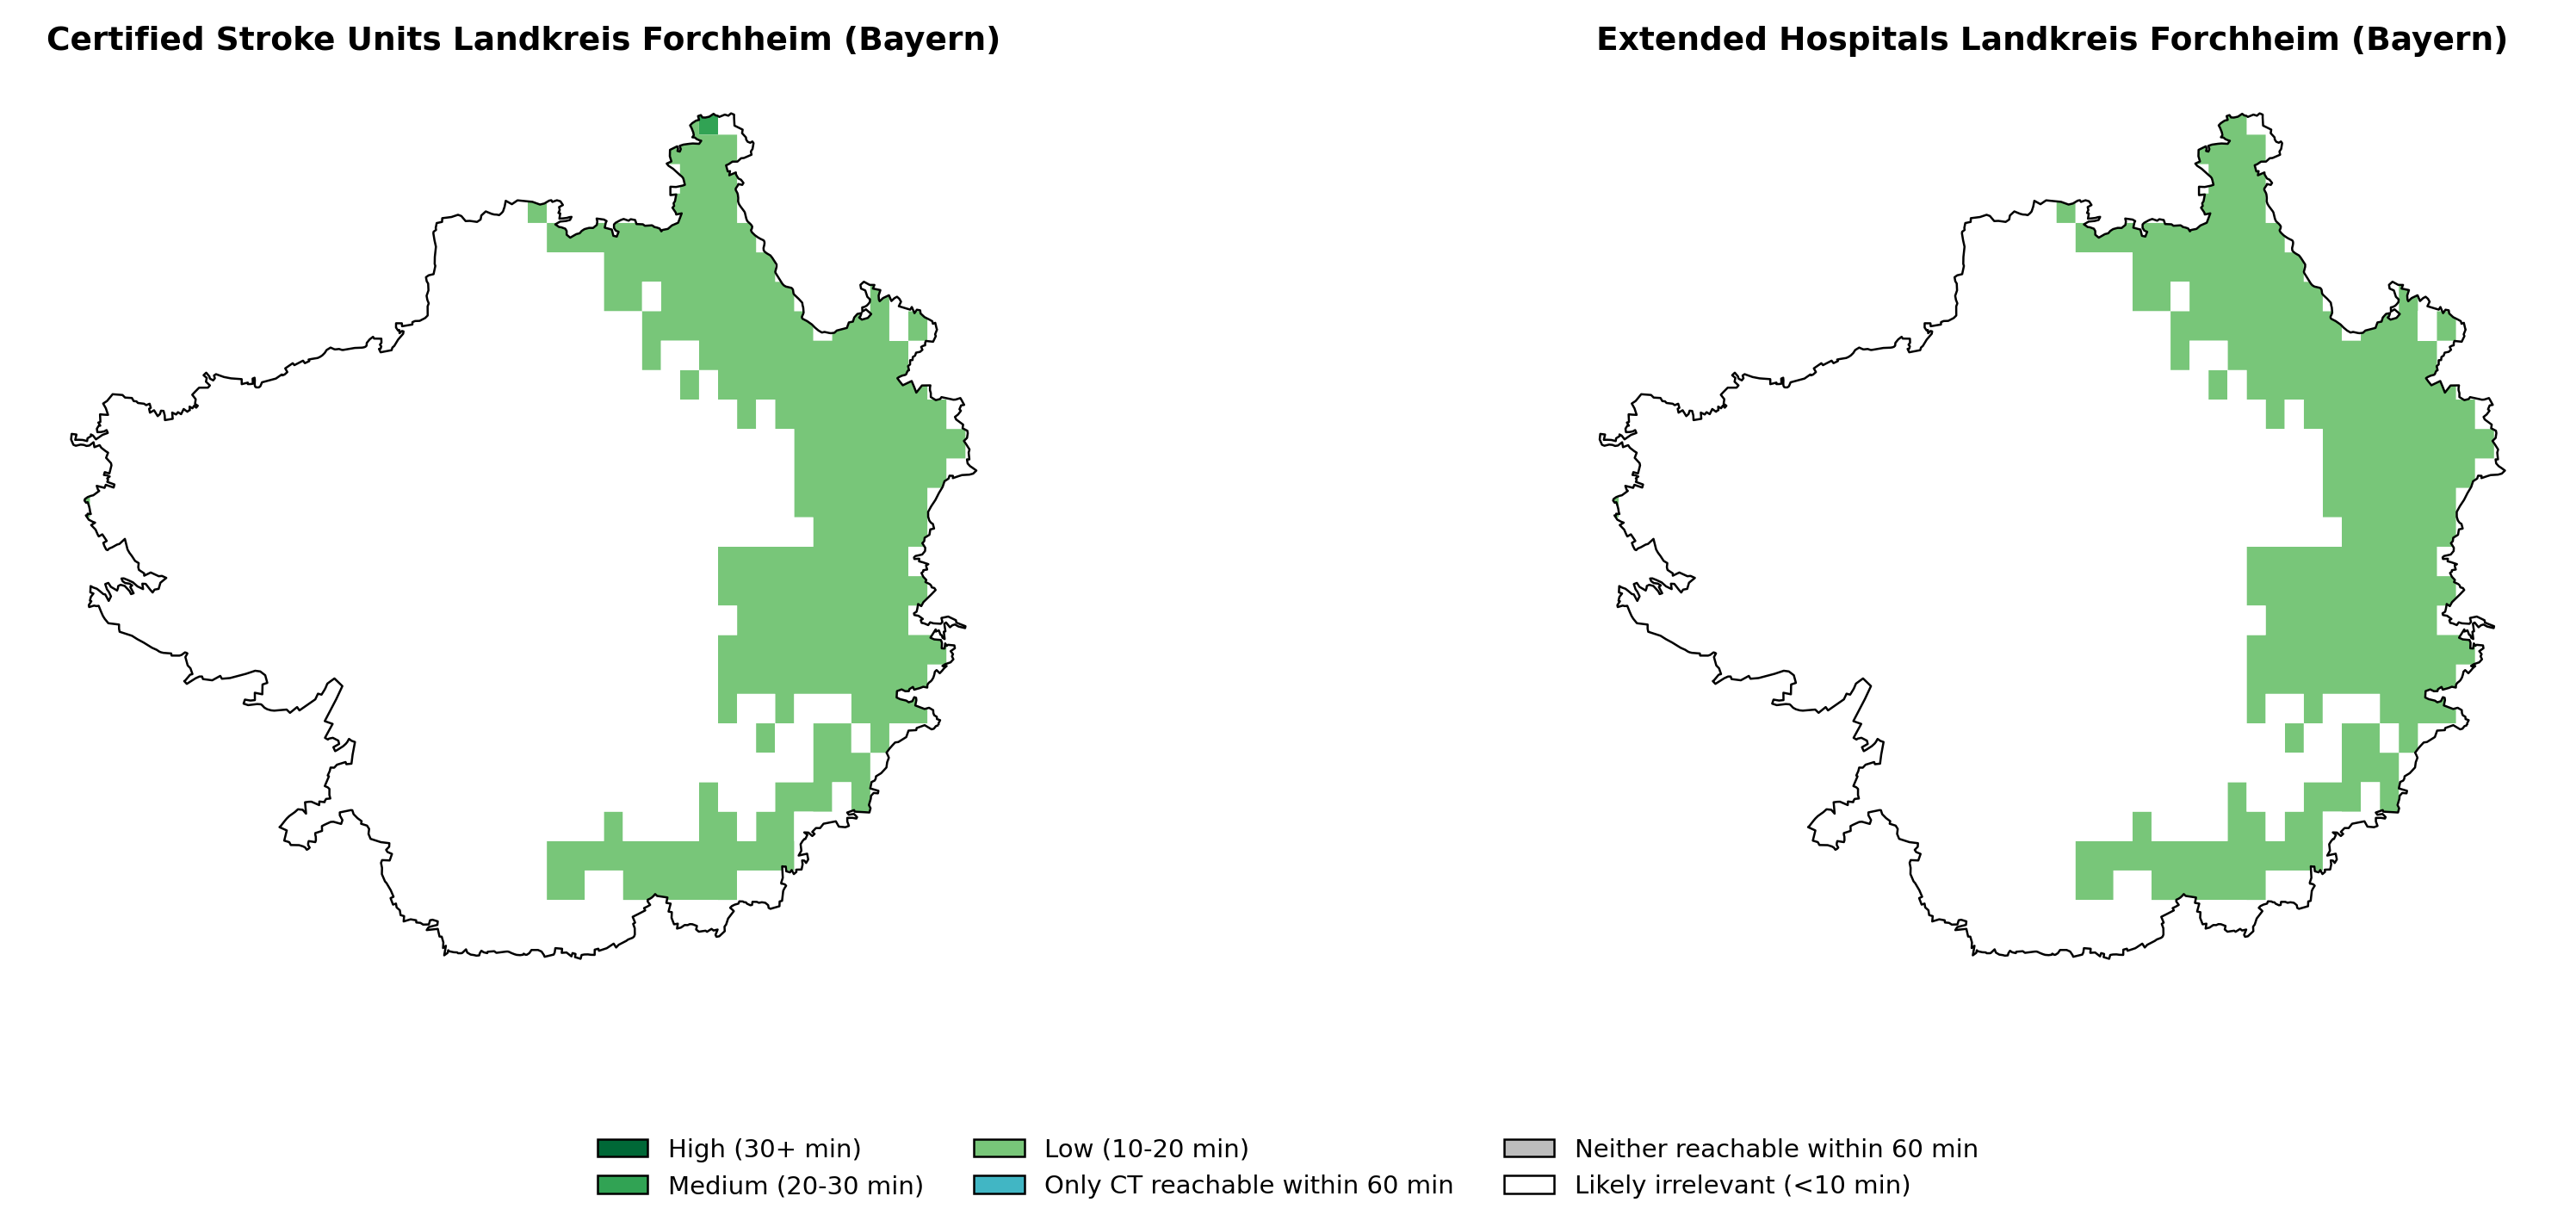 Certified Stroke Units Landkreis Forchheim (Bayern)
Extended Hospitals Landkreis Forchheim (Bayern)
High (30+ min)
Medium (20-30 min)
Low (10-20 min)
Only CT reachable within 60 min
Neither reachable within 60 min
Likely irrelevant (<10 min)